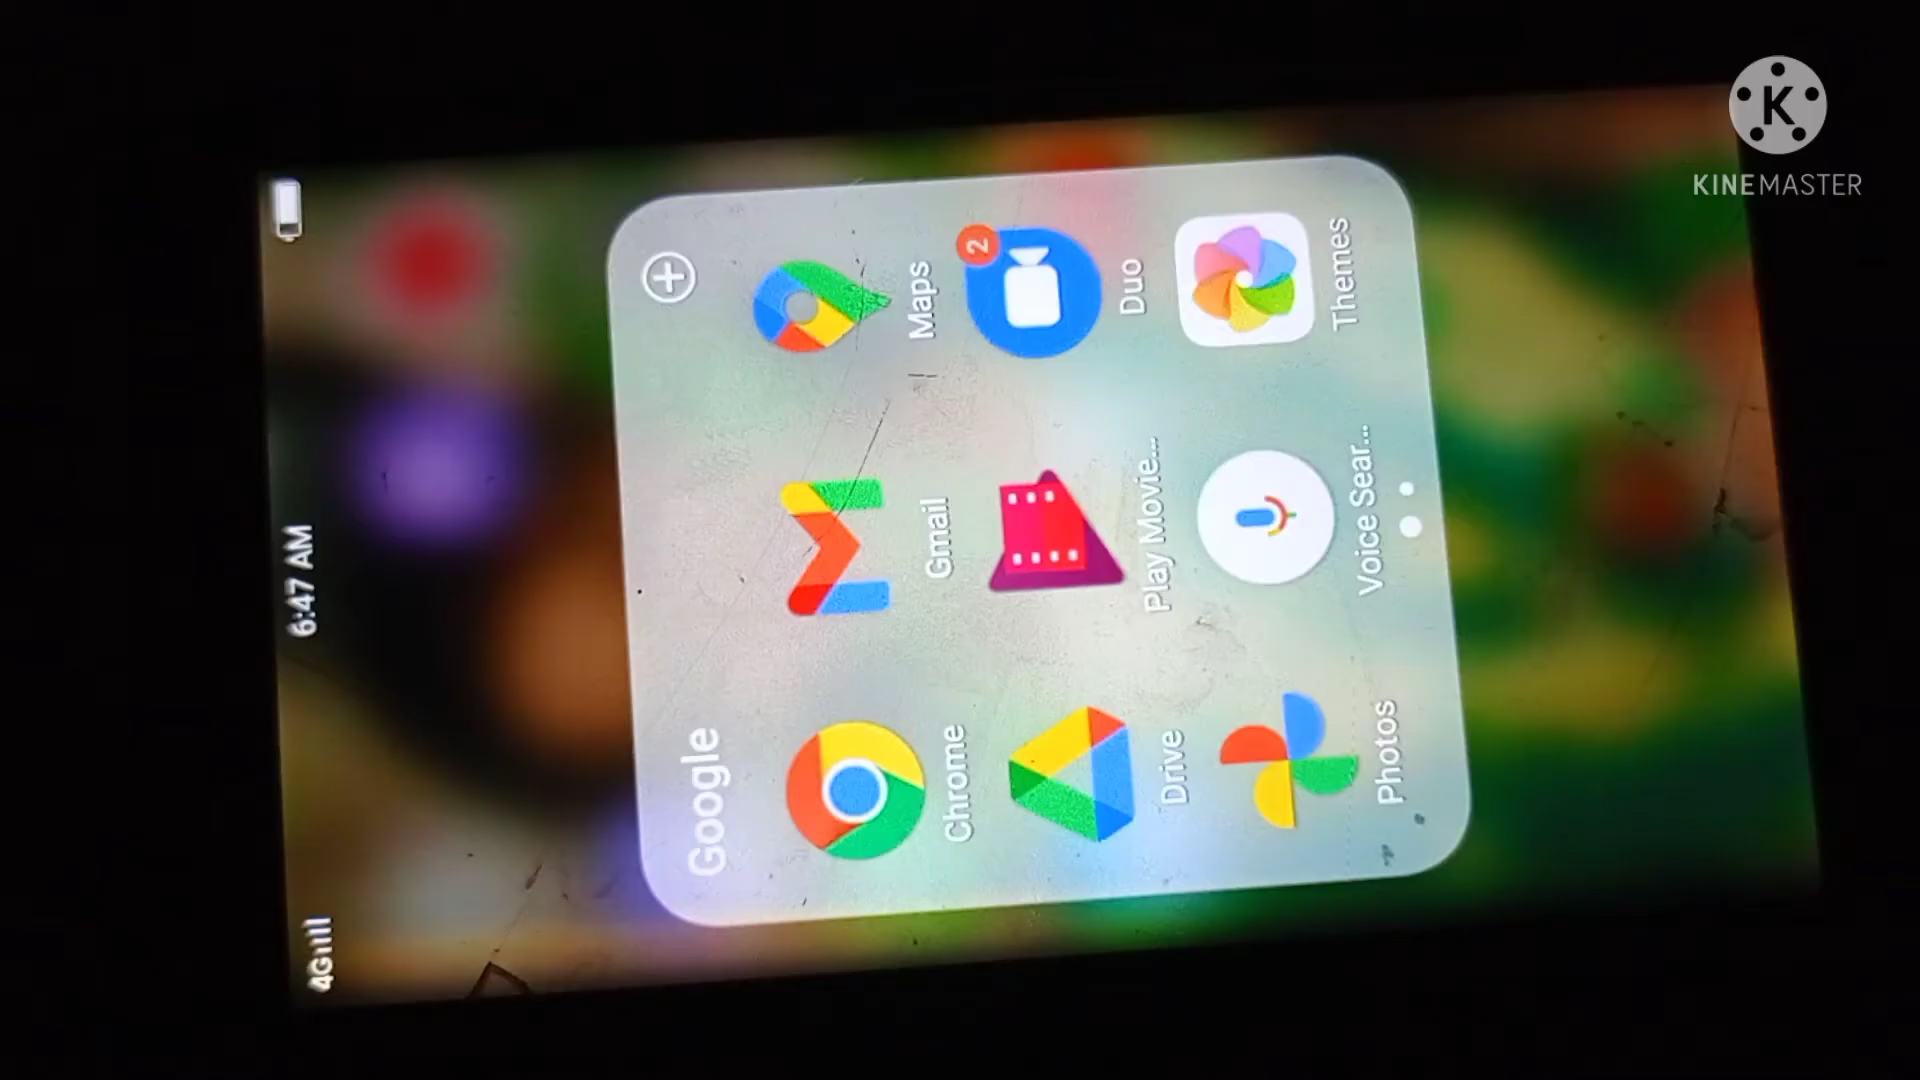 4G
6:47 AM
Google
Chrome
Gmail
Maps
Drive
Play Movie...
Duo
2
Photos
Voice Sear...
Themes
K
KINEMASTER